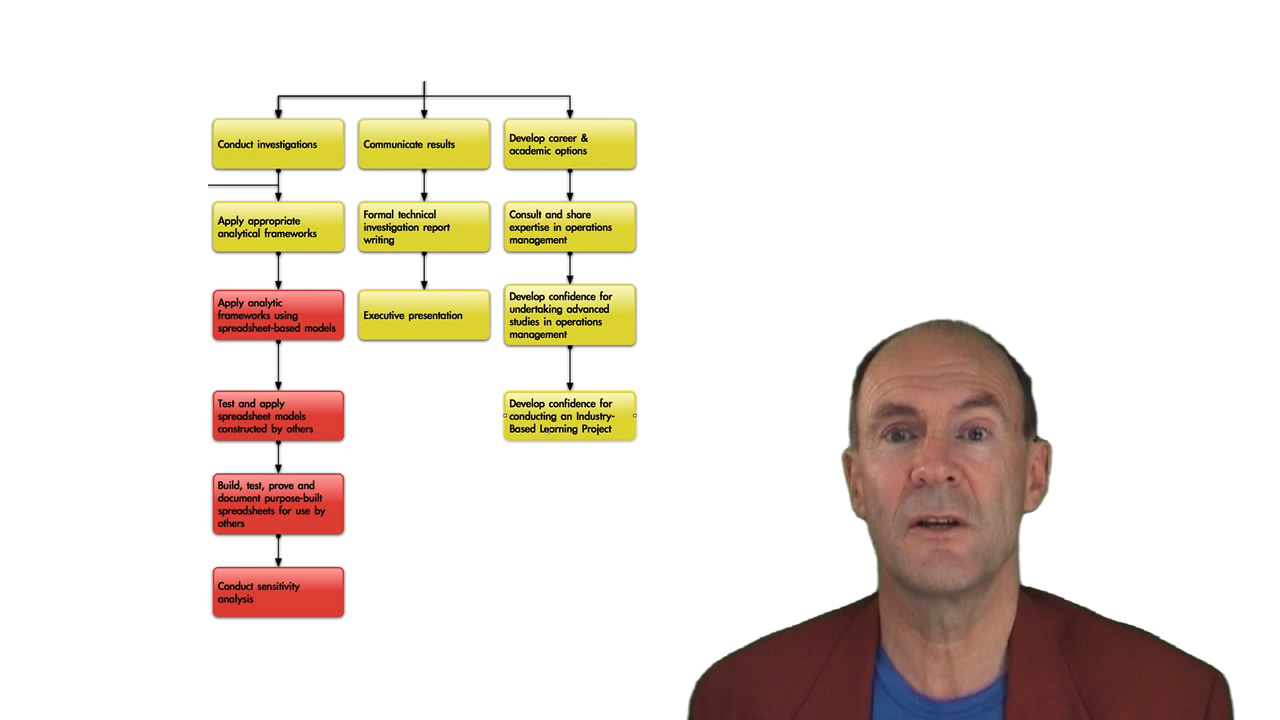 Conduct investigations
Communicate results
Develop career &
academic options
Apply appropriate
analytical frameworks
Formal technical
investigation report
writing
Consult and share
expertise in operations
management
Apply analytic
frameworks using
spreadsheet-based models
Executive presentation
Develop confidence for
undertaking advanced
studies in operations
management
Test and apply
spreadsheet models
constructed by others
Develop confidence for
conducting an Industry-
Based Learning Project
Build, test, prove and
document purpose-built
spreadsheets for use by
others
Conduct sensitivity
analysis